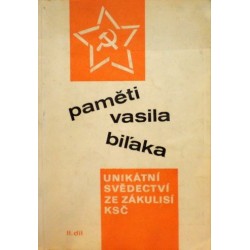 paměti
vasila
biľaka
UNIKÁTNÍ
SVĚDECTVÍ
ZE ZÁKULISÍ
KSČ
II. díl